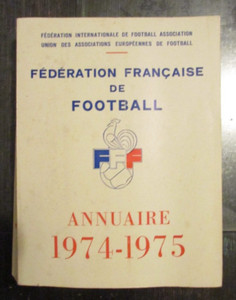 FÉDÉRATION INTERNATIONALE DE FOOTBALL ASSOCIATION
UNION DES ASSOCIATIONS EUROPÉENNES DE FOOTBALL
FÉDÉRATION FRANÇAISE
DE
FOOTBALL
FFF
ANNUAIRE
1974-1975